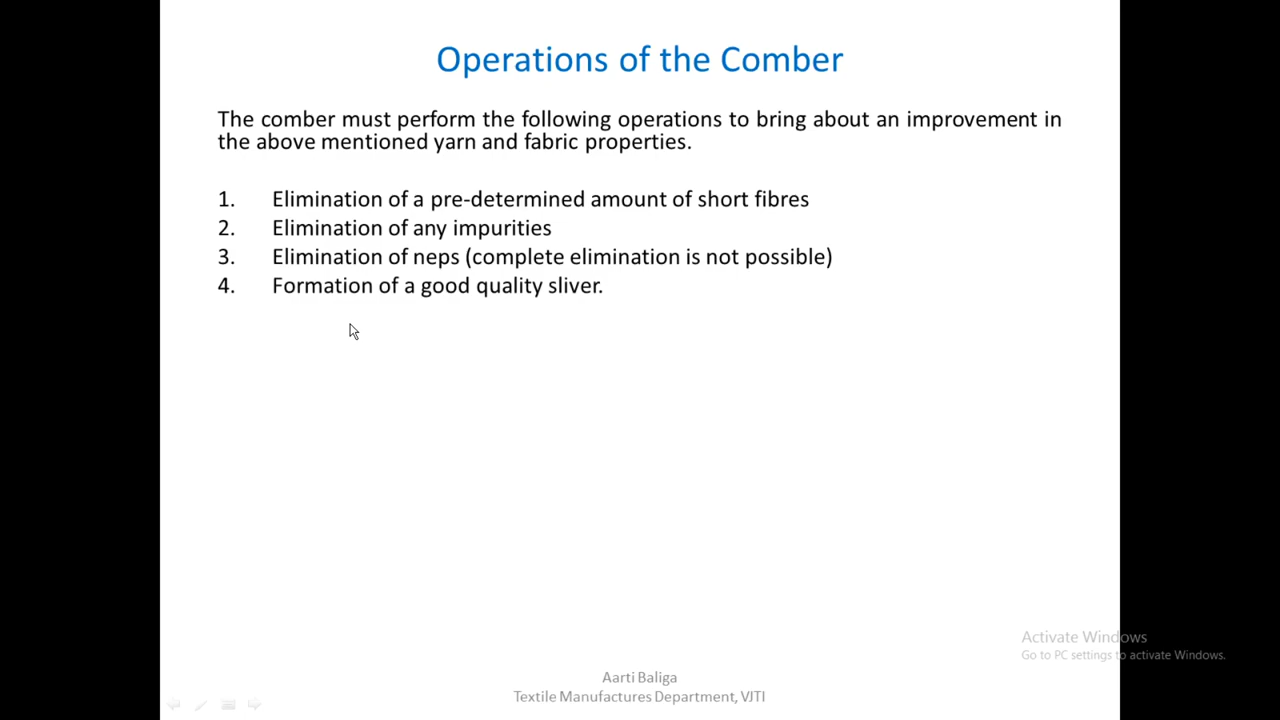 Operations of the Comber
The comber must perform the following operations to bring about an improvement in
the above mentioned yarn and fabric properties.
1. Elimination of a pre-determined amount of short fibres
2. Elimination of any impurities
3. Elimination of neps (complete elimination is not possible)
4. Formation of a good quality sliver.
Activate Windows
Go to PC settings to activate Windows.
Aarti Baliga
Textile Manufactures Department, VJTI